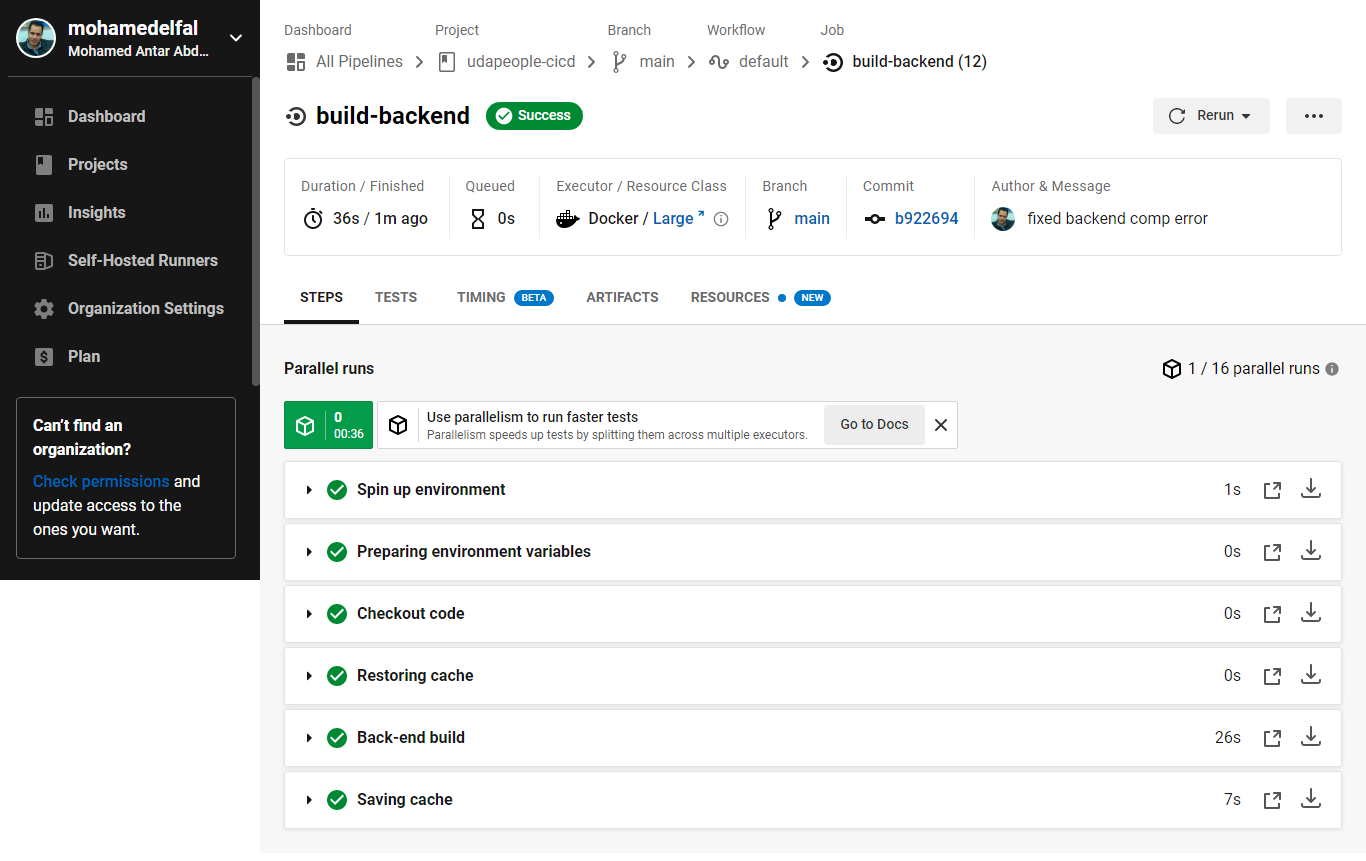 mohamedelfal
Mohamed Antar Abd...
Dashboard
Projects
Insights
Self-Hosted Runners
Organization Settings
Plan
Can't find an
organization?
Check permissions and
update access to the
ones you want.
Dashboard Project Branch Workflow Job
All Pipelines udapeople-cicd main default build-backend (12)
build-backend Success Rerun
Duration / Finished Queued Executor / Resource Class Branch Commit Author & Message
36s / 1m ago 0s Docker / Large main b922694 fixed backend comp error
STEPS TESTS TIMING BETA ARTIFACTS RESOURCES NEW
Parallel runs 1 / 16 parallel runs
0
00:36
Use parallelism to run faster tests
Parallelism speeds up tests by splitting them across multiple executors.
Go to Docs
Spin up environment 1s
Preparing environment variables 0s
Checkout code 0s
Restoring cache 0s
Back-end build 26s
Saving cache 7s